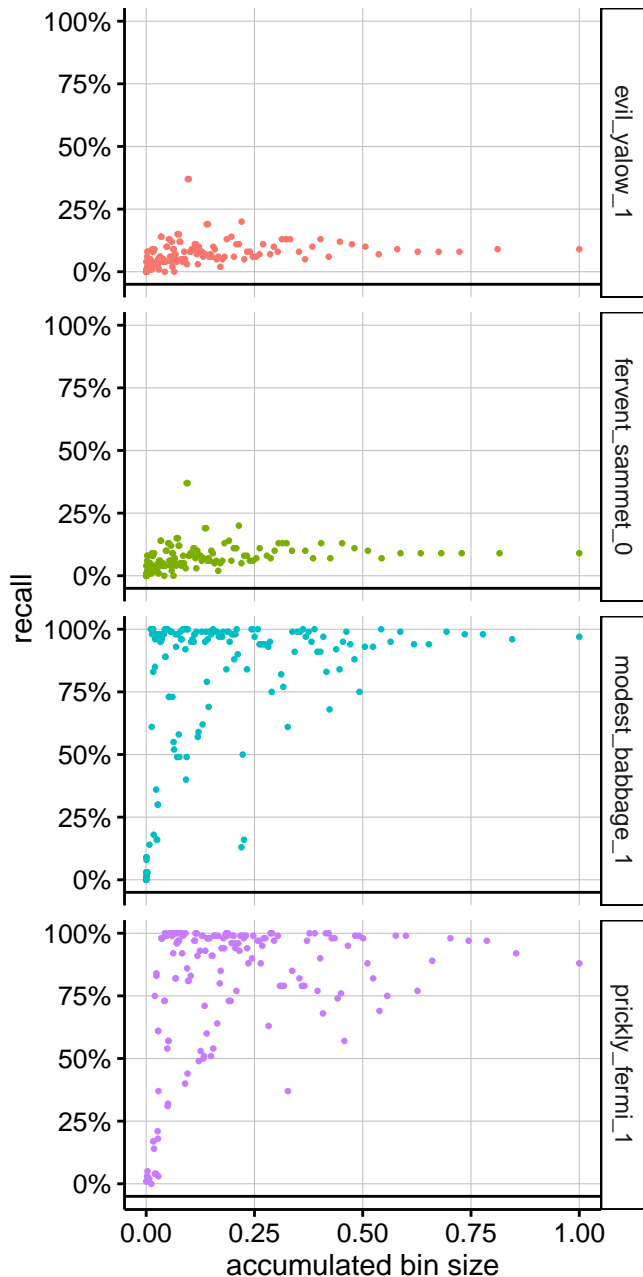 100%
75%
50%
25%
0%
evil_yalow_1
100%
75%
50%
25%
0%
fervent_sammet_0
100%
75%
50%
25%
0%
modest_babbage_1
100%
75%
50%
25%
0%
prickly_fermi_1
recall
0.00 0.25 0.50 0.75 1.00
accumulated bin size